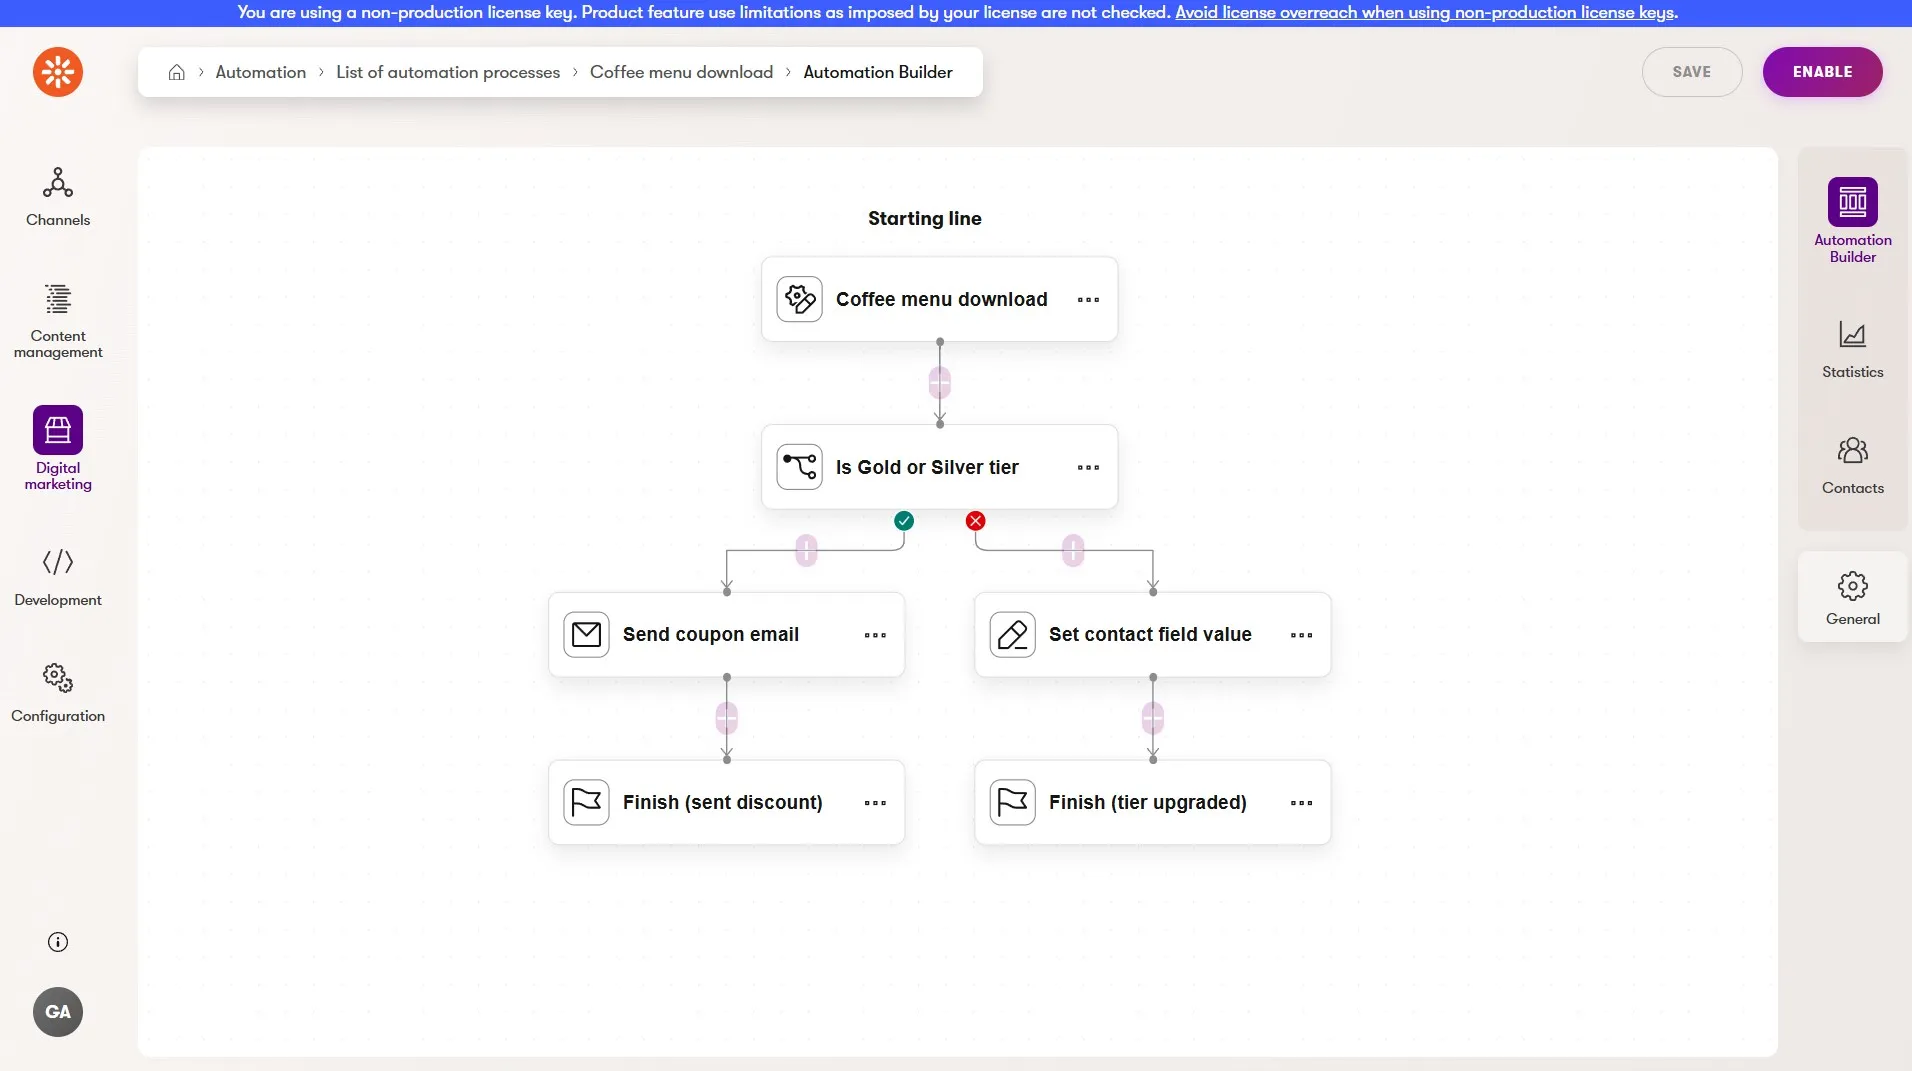 You are using a non-production license key. Product feature use limitations as imposed by your license are not checked. Avoid license overreach when using non-production license keys.
Automation
List of automation processes
Coffee menu download
Automation Builder
SAVE
ENABLE
Channels
Content
management
Digital
marketing
Development
Configuration
GA
Starting line
Coffee menu download
Is Gold or Silver tier
Send coupon email
Set contact field value
Finish (sent discount)
Finish (tier upgraded)
Automation
Builder
Statistics
Contacts
General